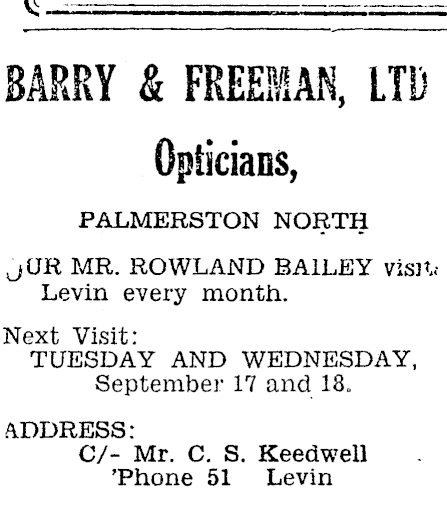 BARRY & FREEMAN, LTD
Opticians,
PALMERSTON NORTH
OUR MR. ROWLAND BAILEY visits
Levin every month.
Next Visit:
TUESDAY AND WEDNESDAY,
September 17 and 18.
ADDRESS:
C/- Mr. C. S. Keedwell
'Phone 51 Levin